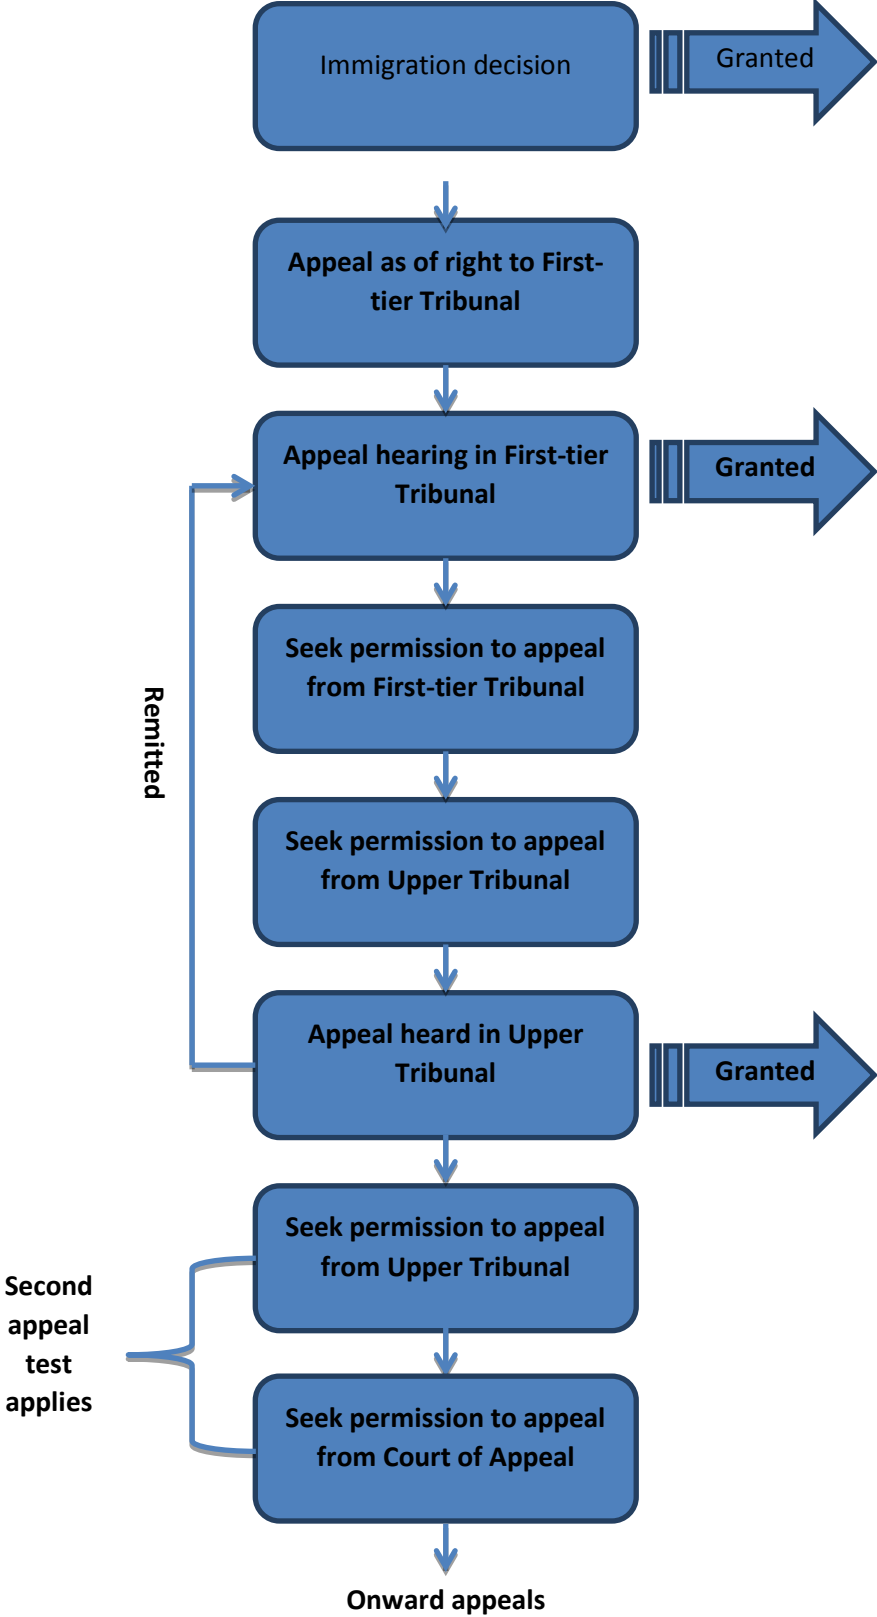 Immigration decision
Granted
Appeal as of right to First-
tier Tribunal
Appeal hearing in First-tier
Tribunal
Granted
Seek permission to appeal
from First-tier Tribunal
Remitted
Seek permission to appeal
from Upper Tribunal
Appeal heard in Upper
Tribunal
Granted
Seek permission to appeal
from Upper Tribunal
Second
appeal
test
applies
Seek permission to appeal
from Court of Appeal
Onward appeals